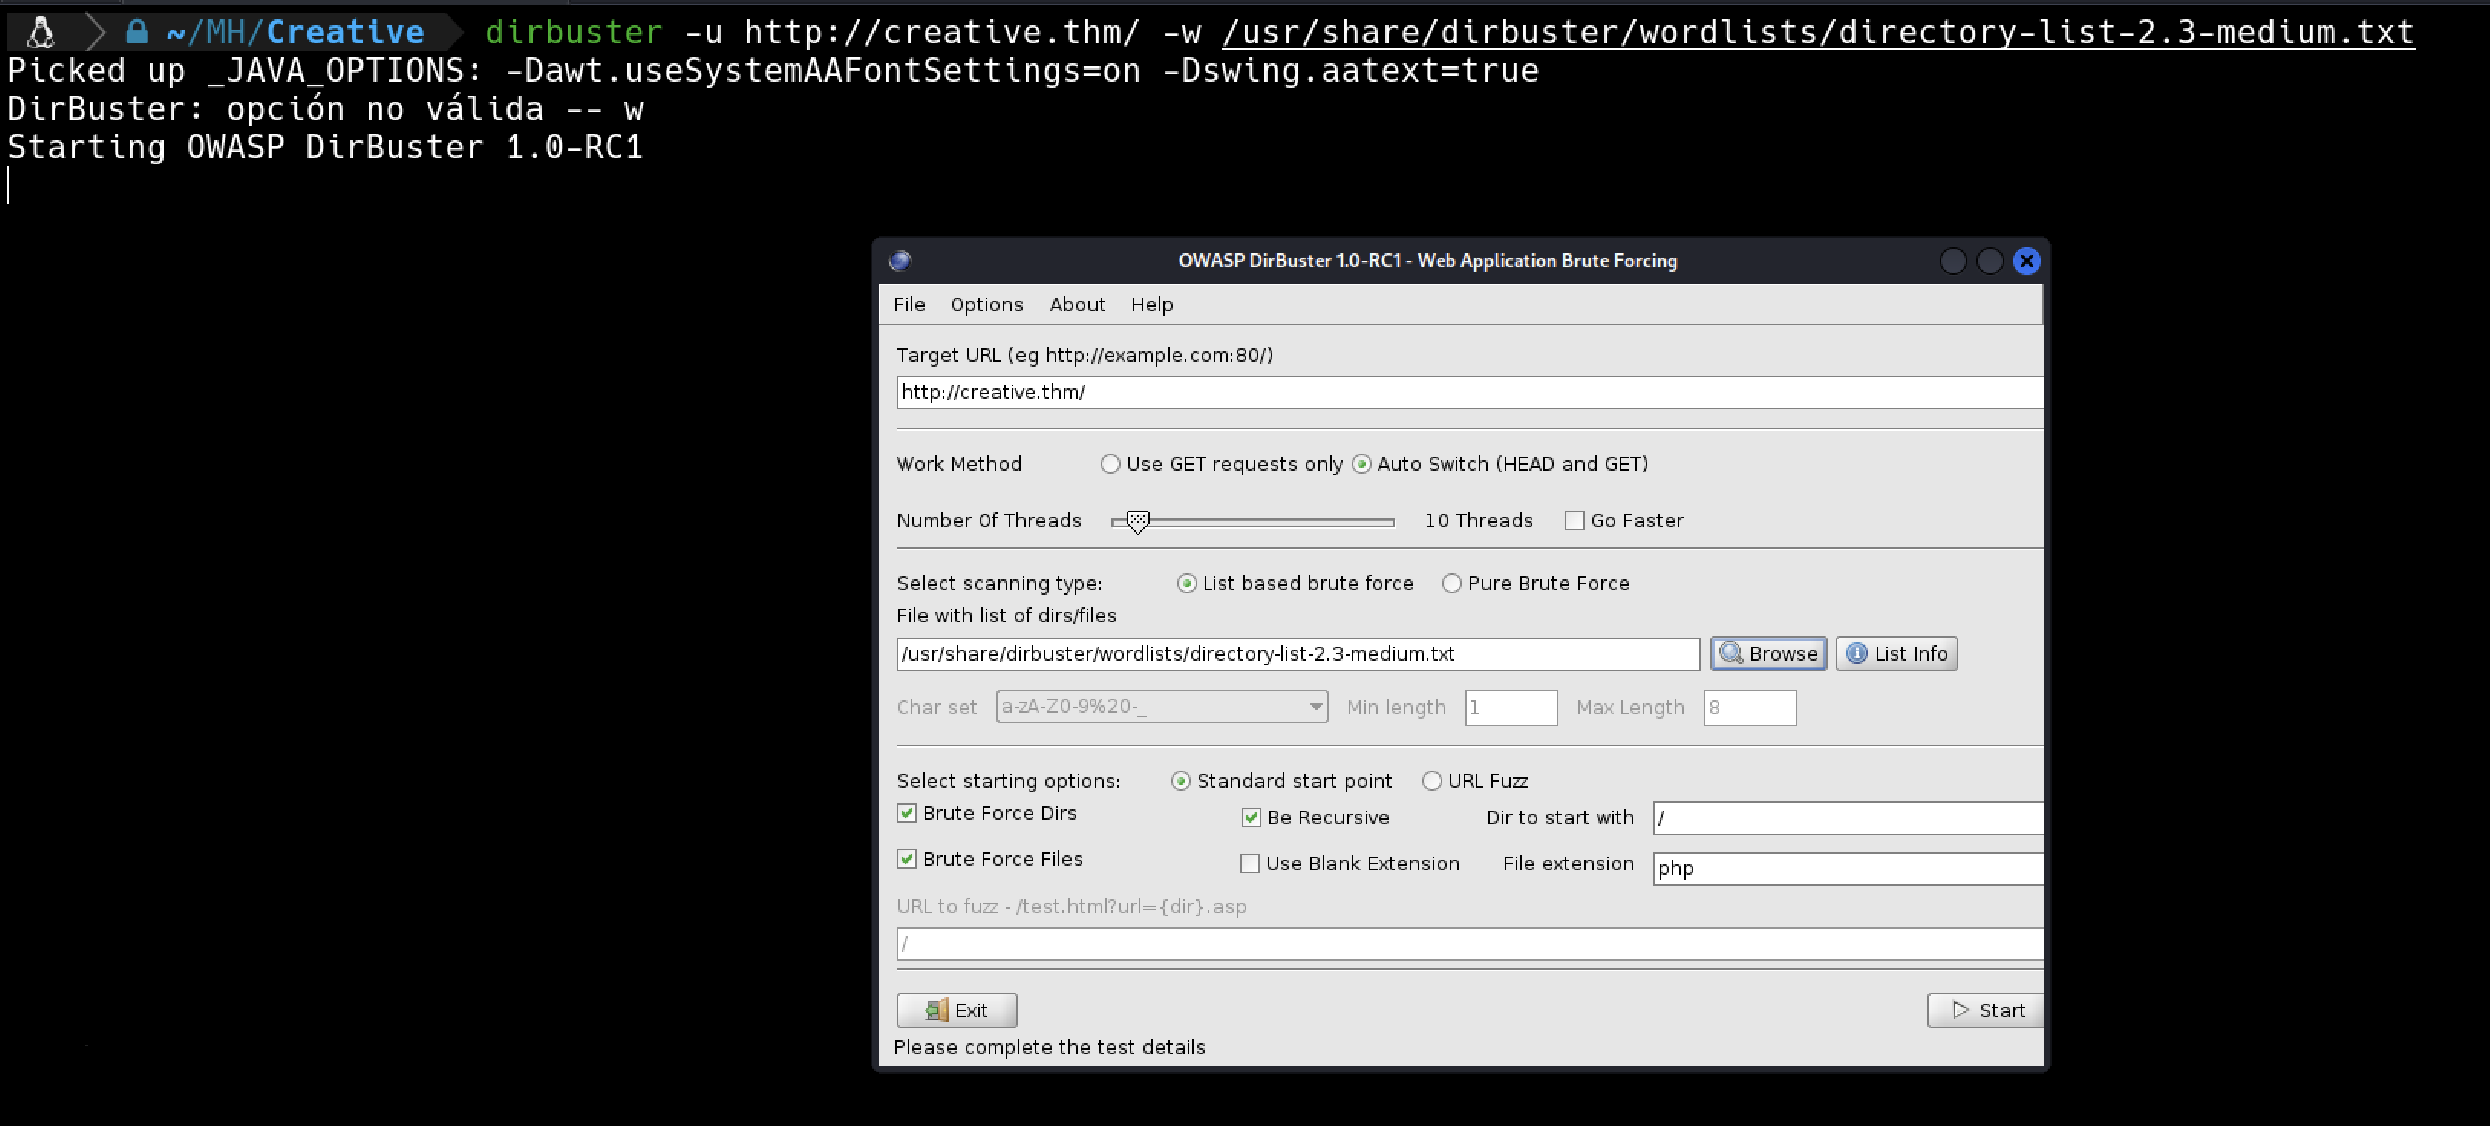 ~/MH/Creative dirbuster -u http://creative.thm/ -w /usr/share/dirbuster/wordlists/directory-list-2.3-medium.txt
Picked up _JAVA_OPTIONS: -Dawt.useSystemAAFontSettings=on -Dswing.aatext=true
DirBuster: opción no válida -- w
Starting OWASP DirBuster 1.0-RC1
OWASP DirBuster 1.0-RC1 - Web Application Brute Forcing
File Options About Help
Target URL (eg http://example.com:80/)
http://creative.thm/
Work Method Use GET requests only Auto Switch (HEAD and GET)
Number Of Threads 10 Threads Go Faster
Select scanning type: List based brute force Pure Brute Force
File with list of dirs/files
/usr/share/dirbuster/wordlists/directory-list-2.3-medium.txt Browse List Info
Char set a-zA-Z0-9%20-_ Min length 1 Max Length 8
Select starting options: Standard start point URL Fuzz
Brute Force Dirs Be Recursive Dir to start with /
Brute Force Files Use Blank Extension File extension php
URL to fuzz - /test.html?url={dir}.asp
/
Exit Start
Please complete the test details